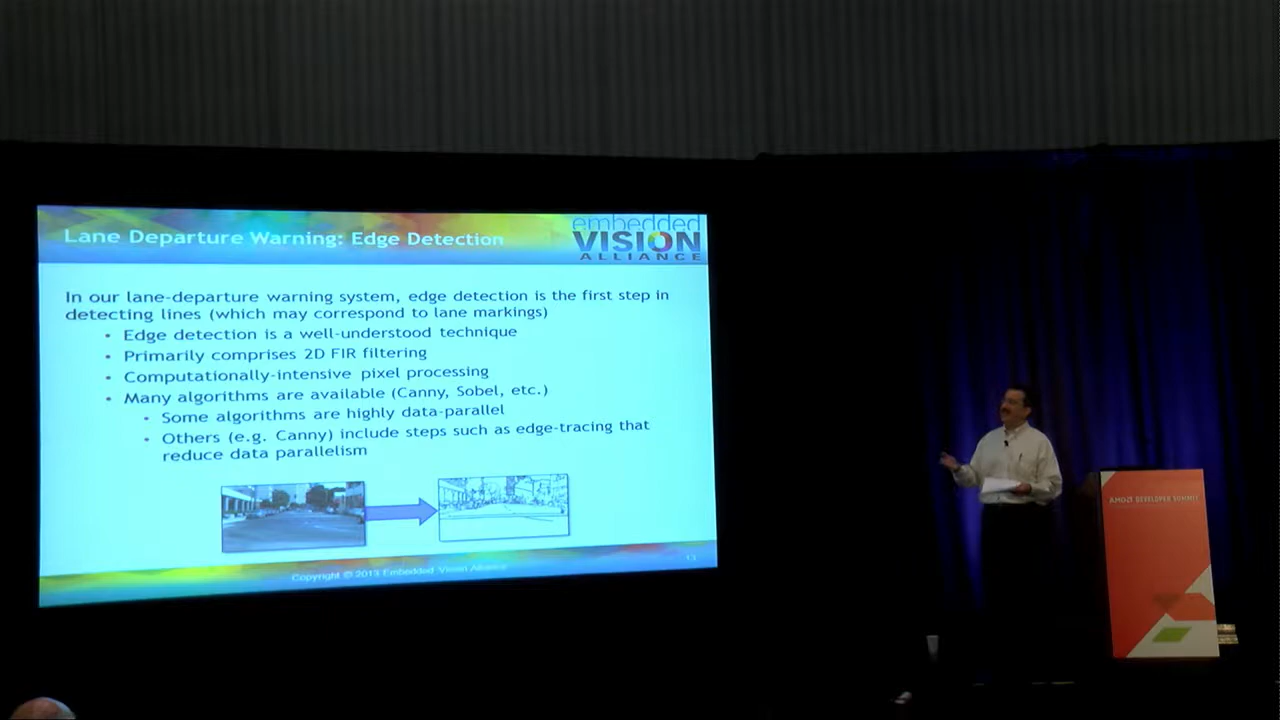 Lane Departure Warning: Edge Detection
embedded
VISION
ALLIANCE
In our lane-departure warning system, edge detection is the first step in
detecting lines (which may correspond to lane markings)
• Edge detection is a well-understood technique
• Primarily comprises 2D FIR filtering
• Computationally-intensive pixel processing
• Many algorithms are available (Canny, Sobel, etc.)
• Some algorithms are highly data-parallel
• Others (e.g. Canny) include steps such as edge-tracing that
reduce data parallelism
Copyright © 2013 Embedded Vision Alliance
13
DEVELOPER SUMMIT